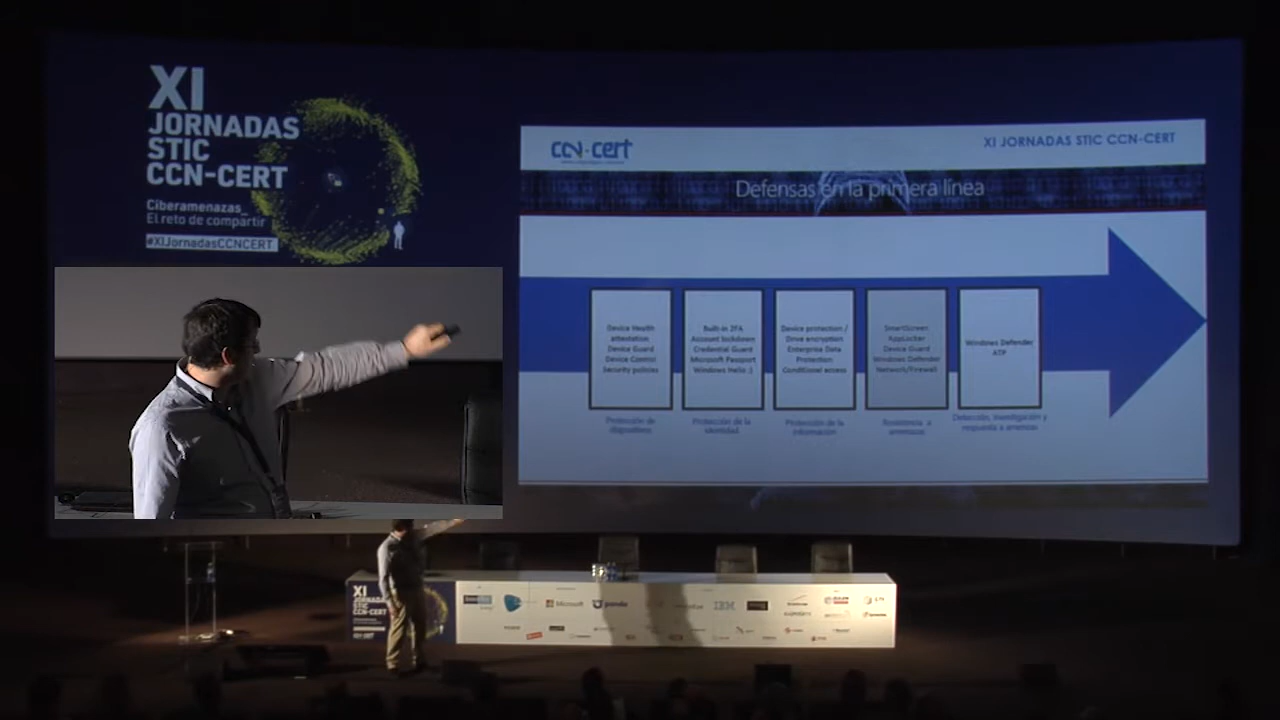 XI
JORNADAS
STIC
CCN-CERT
Ciberamenazas_
El reto de compartir
#XIJornadasCCNCERT
ccn-cert
XI JORNADAS STIC CCN-CERT
Defensas en la primera línea
Device Health
attestation
Device Guard
Device Control
Security policies
Protección de
dispositivos
Built-in 2FA
Account lockdown
Credential Guard
Microsoft Passport
Windows Hello :)
Protección de la
identidad
Device protection /
Drive encryption
Enterprise Data
Protection
Conditional access
Protección de la
información
SmartScreen
AppLocker
Device Guard
Windows Defender
Network/Firewall
Resistencia a
amenazas
Windows Defender
ATP
Detección, investigación y
respuesta a amenazas
XI
JORNADAS
STIC
CCN-CERT
Microsoft
panda
IBM